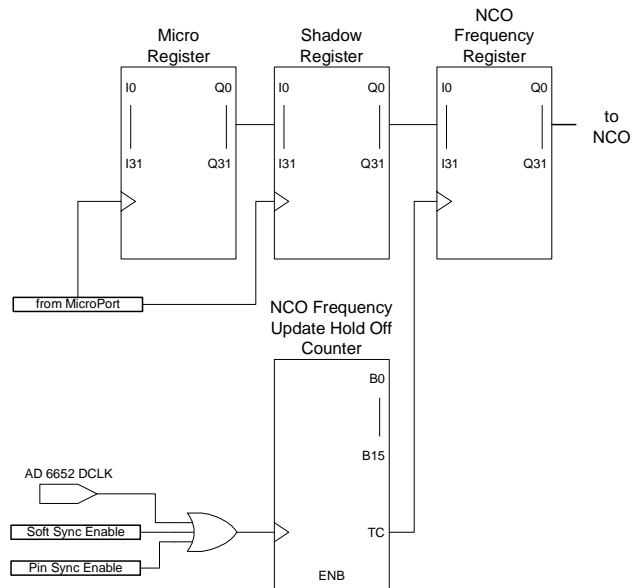 Micro
Register
Shadow
Register
NCO
Frequency
Register
I0
Q0
I31
Q31
I0
Q0
I31
Q31
I0
Q0
I31
Q31
to
NCO
from MicroPort
NCO Frequency
Update Hold Off
Counter
B0
B15
TC
ENB
AD 6652 DCLK
Soft Sync Enable
Pin Sync Enable